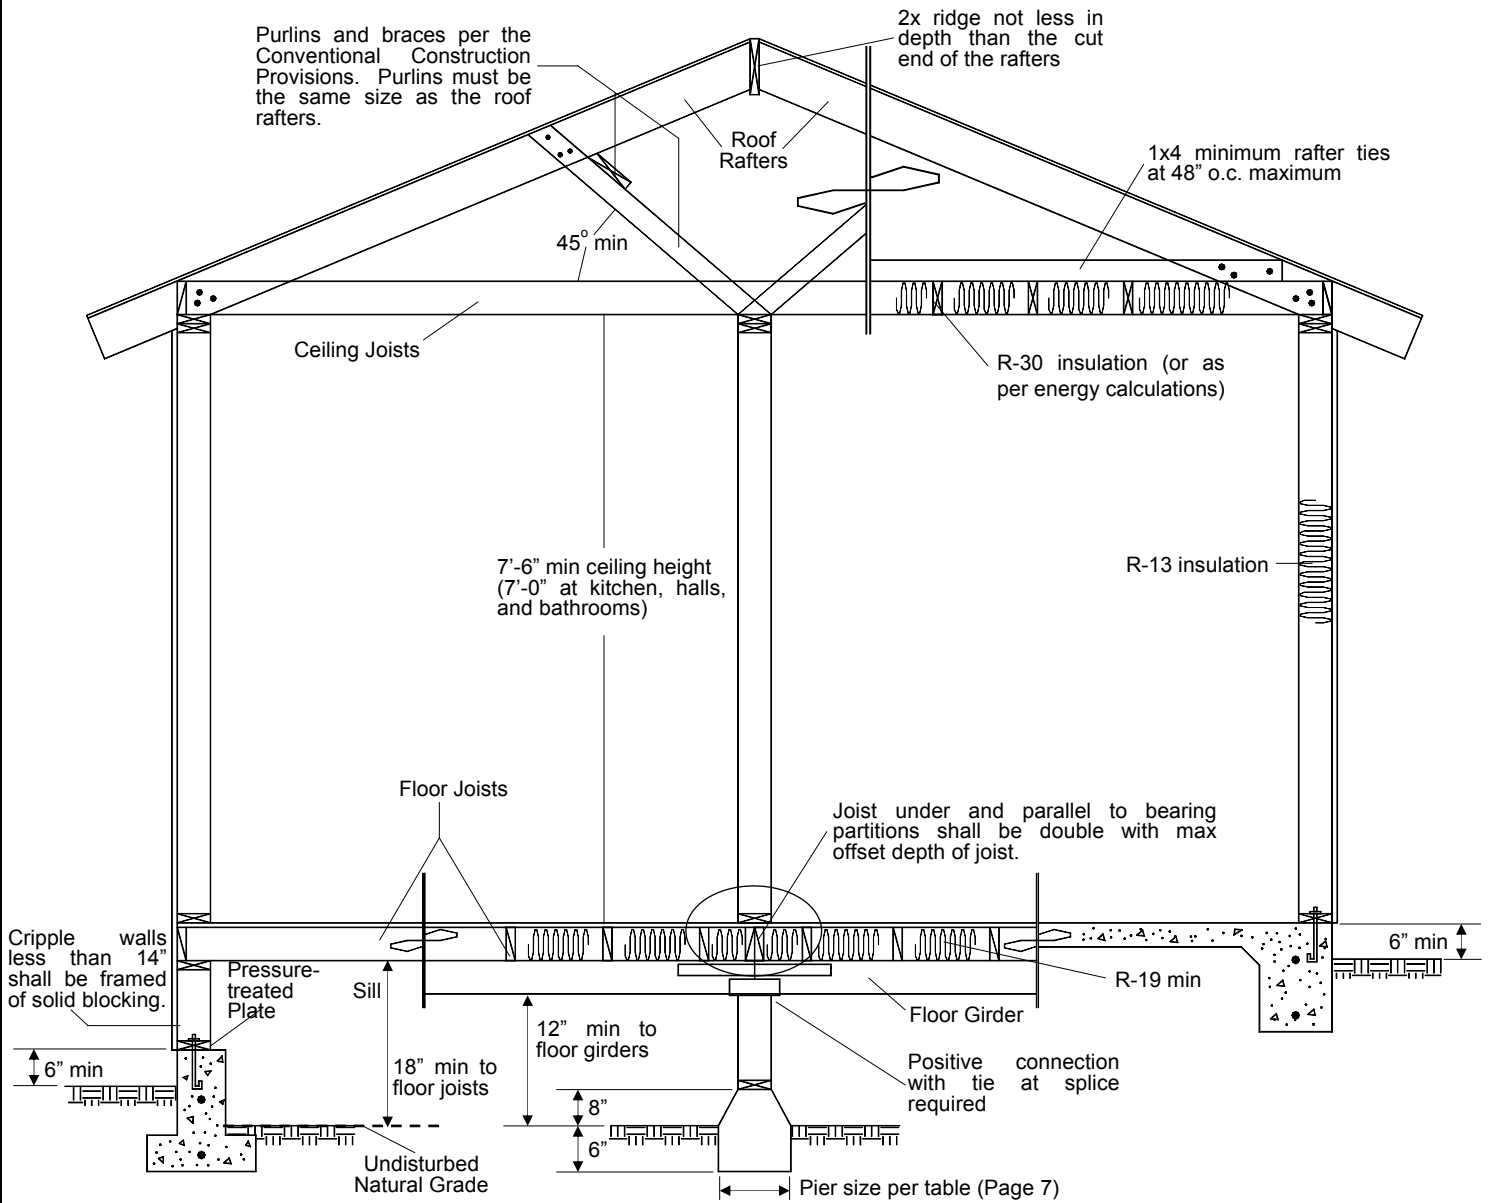 Purlins and braces per the
Conventional Construction
Provisions. Purlins must be
the same size as the roof
rafters.
2x ridge not less in
depth than the cut
end of the rafters
Roof
Rafters
1x4 minimum rafter ties
at 48” o.c. maximum
45° min
Ceiling Joists
R-30 insulation (or as
per energy calculations)
7’-6” min ceiling height
(7’-0” at kitchen, halls,
and bathrooms)
R-13 insulation
Floor Joists
Joist under and parallel to bearing
partitions shall be double with max
offset depth of joist.
Cripple walls
less than 14”
shall be framed
of solid blocking.
Pressure-
treated
Plate
Sill
6” min
R-19 min
Floor Girder
12” min to
floor girders
18” min to
floor joists
Positive connection
with tie at splice
required
6” min
8”
6”
Undisturbed
Natural Grade
Pier size per table (Page 7)